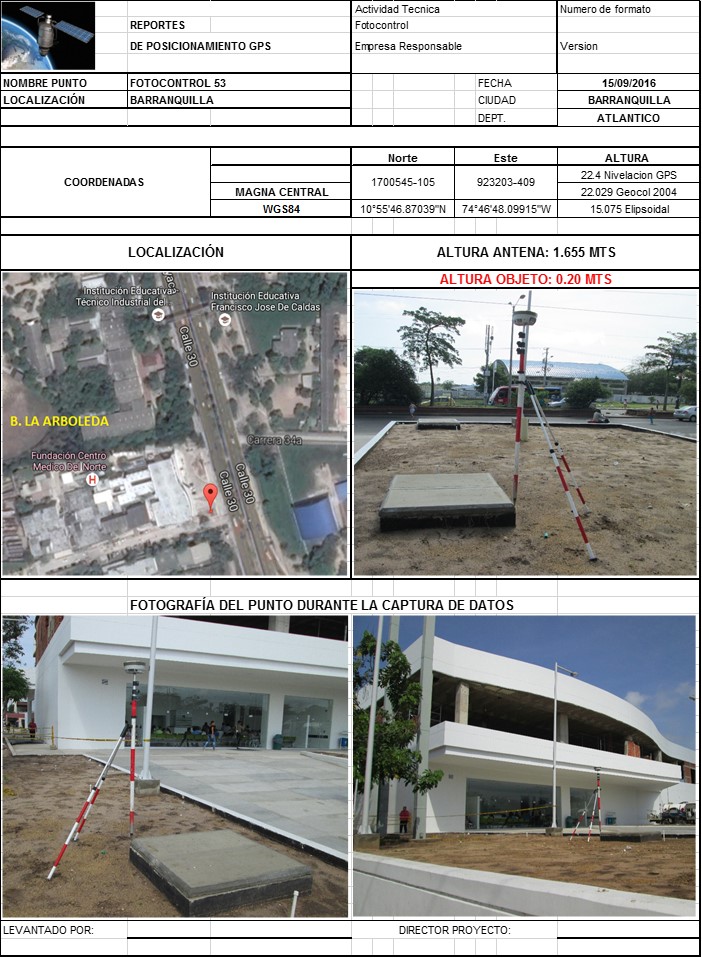 Actividad Tecnica
Numero de formato
REPORTES
Fotocontrol
DE POSICIONAMIENTO GPS
Empresa Responsable
Version
NOMBRE PUNTO
FOTOCONTROL 53
FECHA
15/09/2016
LOCALIZACIÓN
BARRANQUILLA
CIUDAD
BARRANQUILLA
DEPT.
ATLANTICO
COORDENADAS
Norte
Este
ALTURA
MAGNA CENTRAL
1700545-105
923203-409
22.4 Nivelacion GPS
22.029 Geocol 2004
WGS84
10°55'46.87039"N
74°46'48.09915"W
15.075 Elipsoidal
LOCALIZACIÓN
ALTURA ANTENA: 1.655 MTS
ALTURA OBJETO: 0.20 MTS
Institución Educativa
Técnico Industrial de
Institución Educativa
Francisco Jose De Caldas
Calle 30
B. LA ARBOLEDA
Carrera 34a
Fundación Centro
Medico Del Norte
H
Calle 30
Calle 30
FOTOGRAFÍA DEL PUNTO DURANTE LA CAPTURA DE DATOS
LEVANTADO POR:
DIRECTOR PROYECTO: